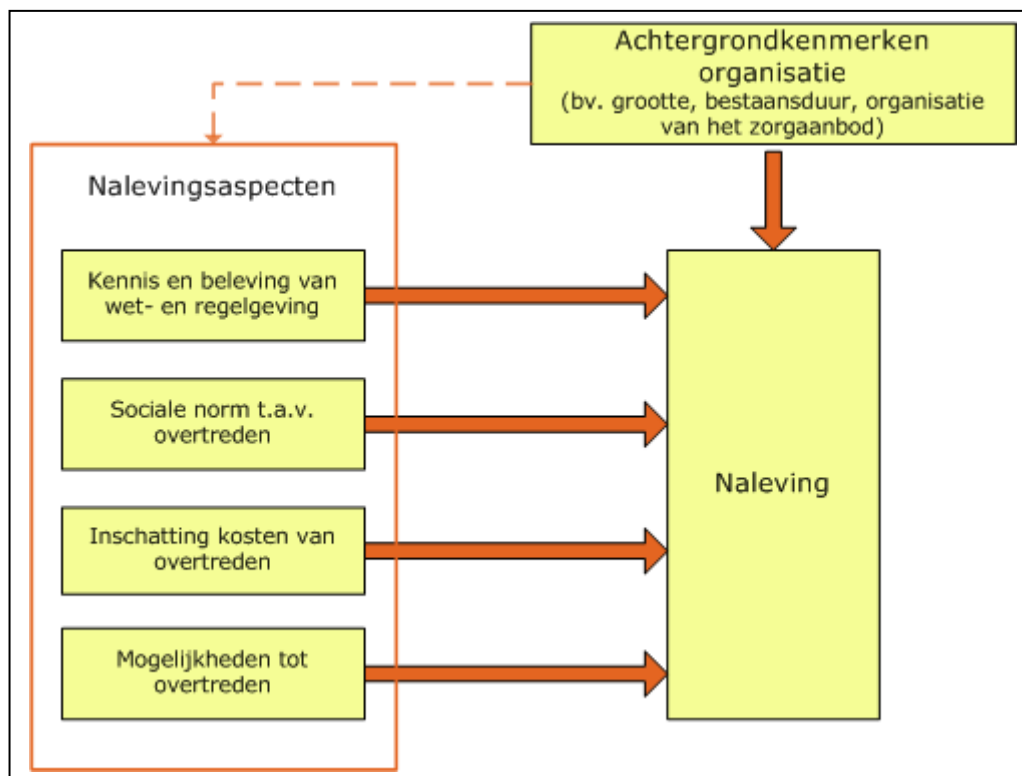 Achtergrondkenmerken
organisatie
(bv. grootte, bestaansduur, organisatie
van het zorgaanbod)
Nalevingsaspecten
Kennis en beleving van
wet- en regelgeving
Sociale norm t.a.v.
overtreden
Inschatting kosten van
overtreden
Mogelijkheden tot
overtreden
Naleving